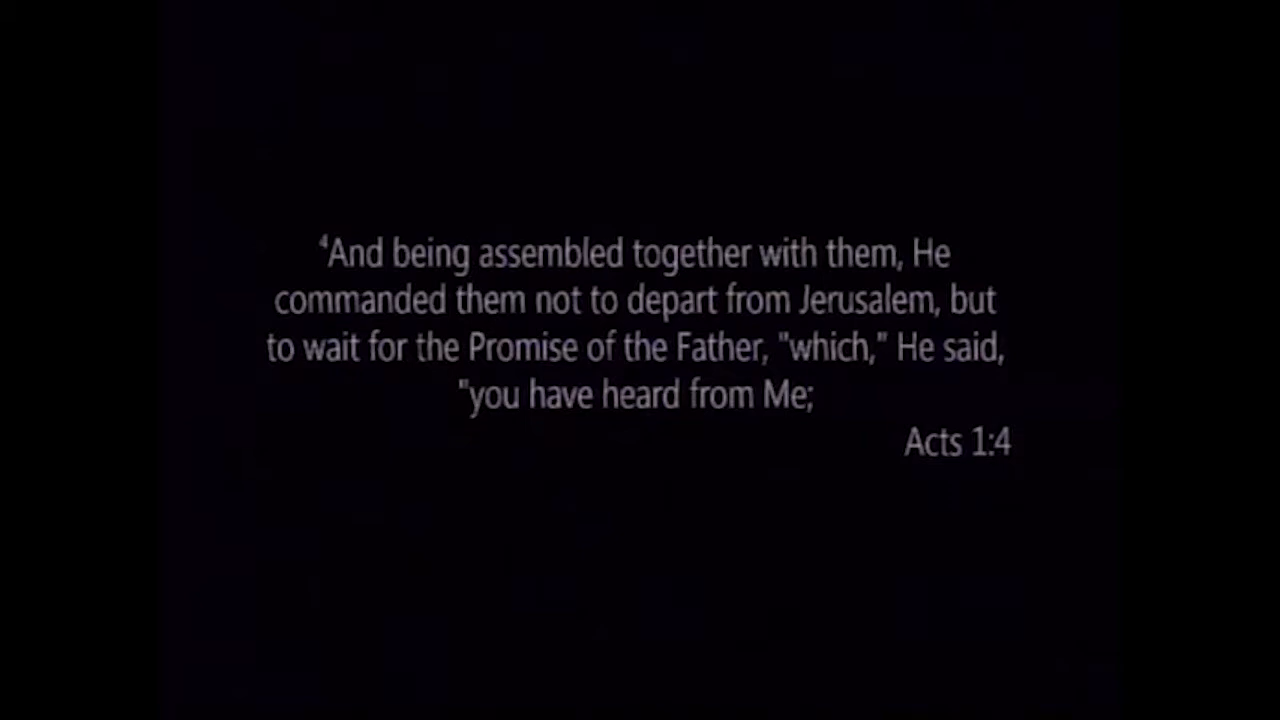 ⁴And being assembled together with them, He
commanded them not to depart from Jerusalem, but
to wait for the Promise of the Father, "which," He said,
"you have heard from Me;
Acts 1:4